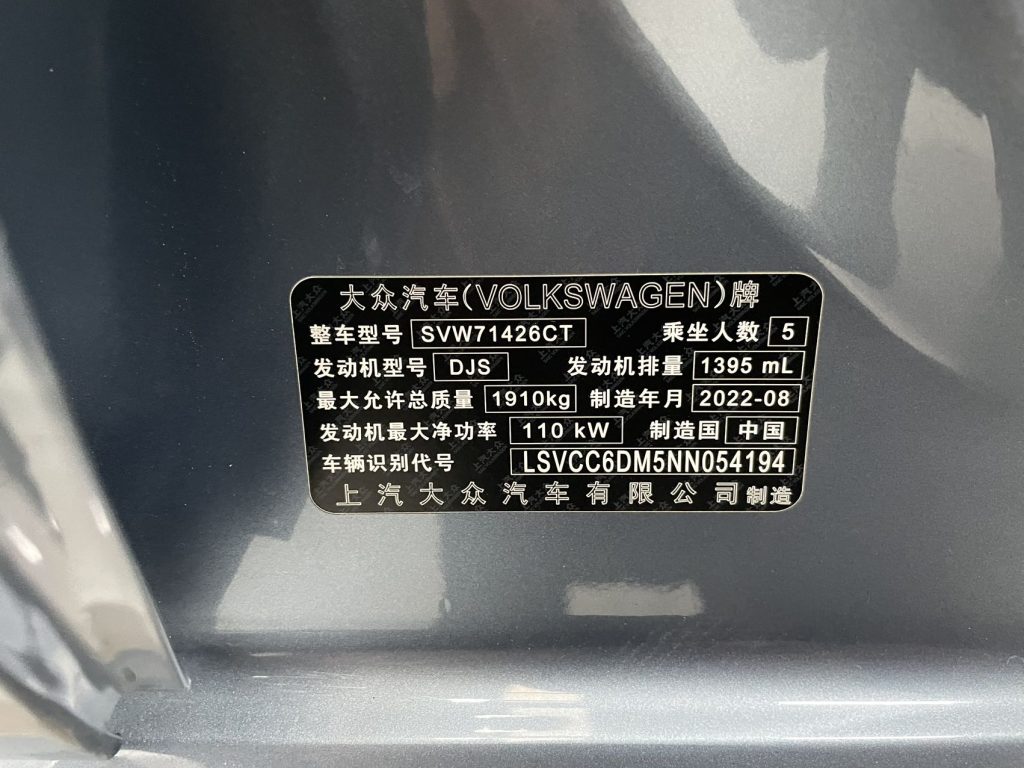 大众汽车(VOLKSWAGEN)牌
整车型号 SVW71426CT 乘坐人数 5
发动机型号 DJS 发动机排量 1395 mL
最大允许总质量 1910kg 制造年月 2022-08
发动机最大净功率 110 kW 制造国 中国
车辆识别代号 LSVCC6DM5NN054194
上汽大众汽车有限公司制造